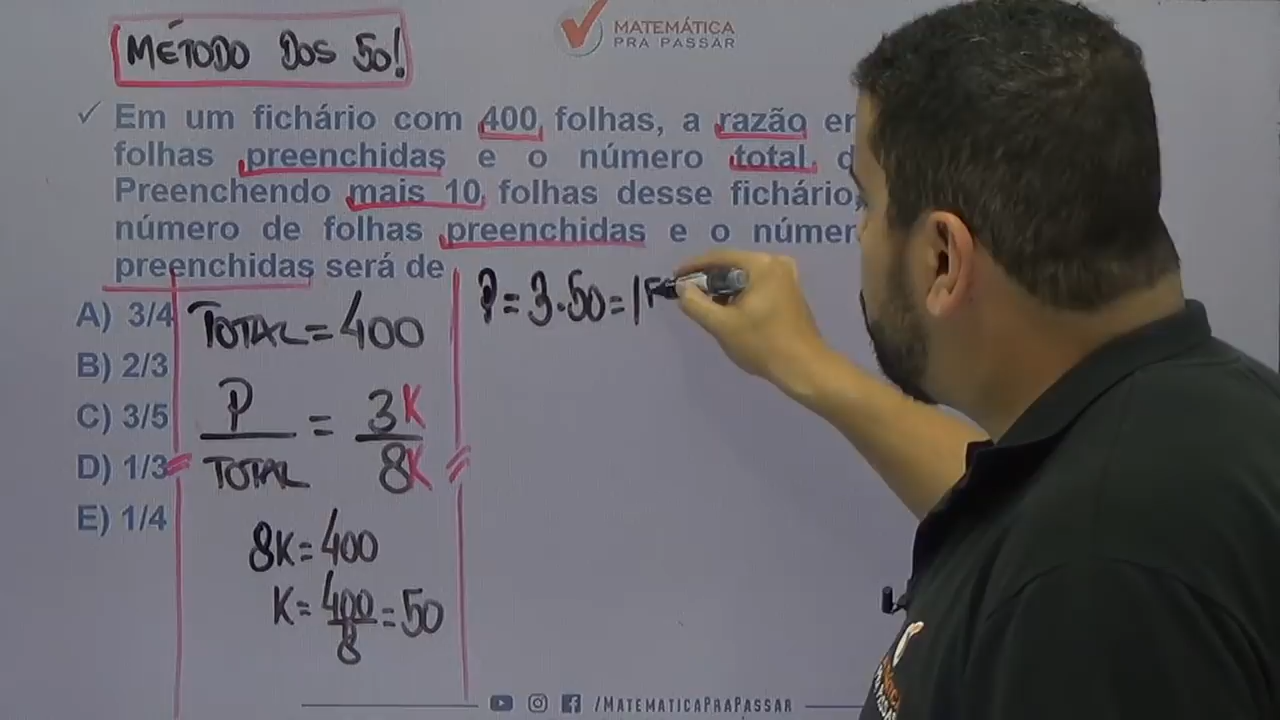 MÉTODO DOS 50!
MATEMÁTICA
PRA PASSAR
✓ Em um fichário com 400 folhas, a razão
folhas preenchidas e o número total
Preenchendo mais 10 folhas desse fichário,
número de folhas preenchidas e o
preenchidas será de
A) 3/4
B) 2/3
C) 3/5
D) 1/3
E) 1/4
TOTAL = 400
P / TOTAL = 3K / 8K
8K = 400
K = 400 / 8 = 50
P = 3.50 = 1
/MATEMATICAPRAPASSAR